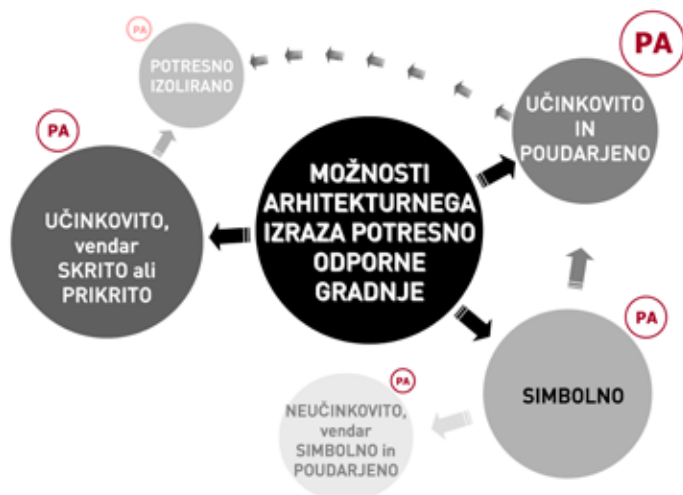 PA
POTRESNO
IZOLIRANO
PA
UČINKOVITO
IN
POUDARJENO
PA
UČINKOVITO,
vendar
SKRITO ali
PRIKRITO
MOŽNOSTI
ARHITEKTURNEGA
IZRAZA POTRESNO
ODPORNE
GRADNJE
PA
SIMBOLNO
PA
NEUČINKOVITO,
vendar
SIMBOLNO in
POUDARJENO